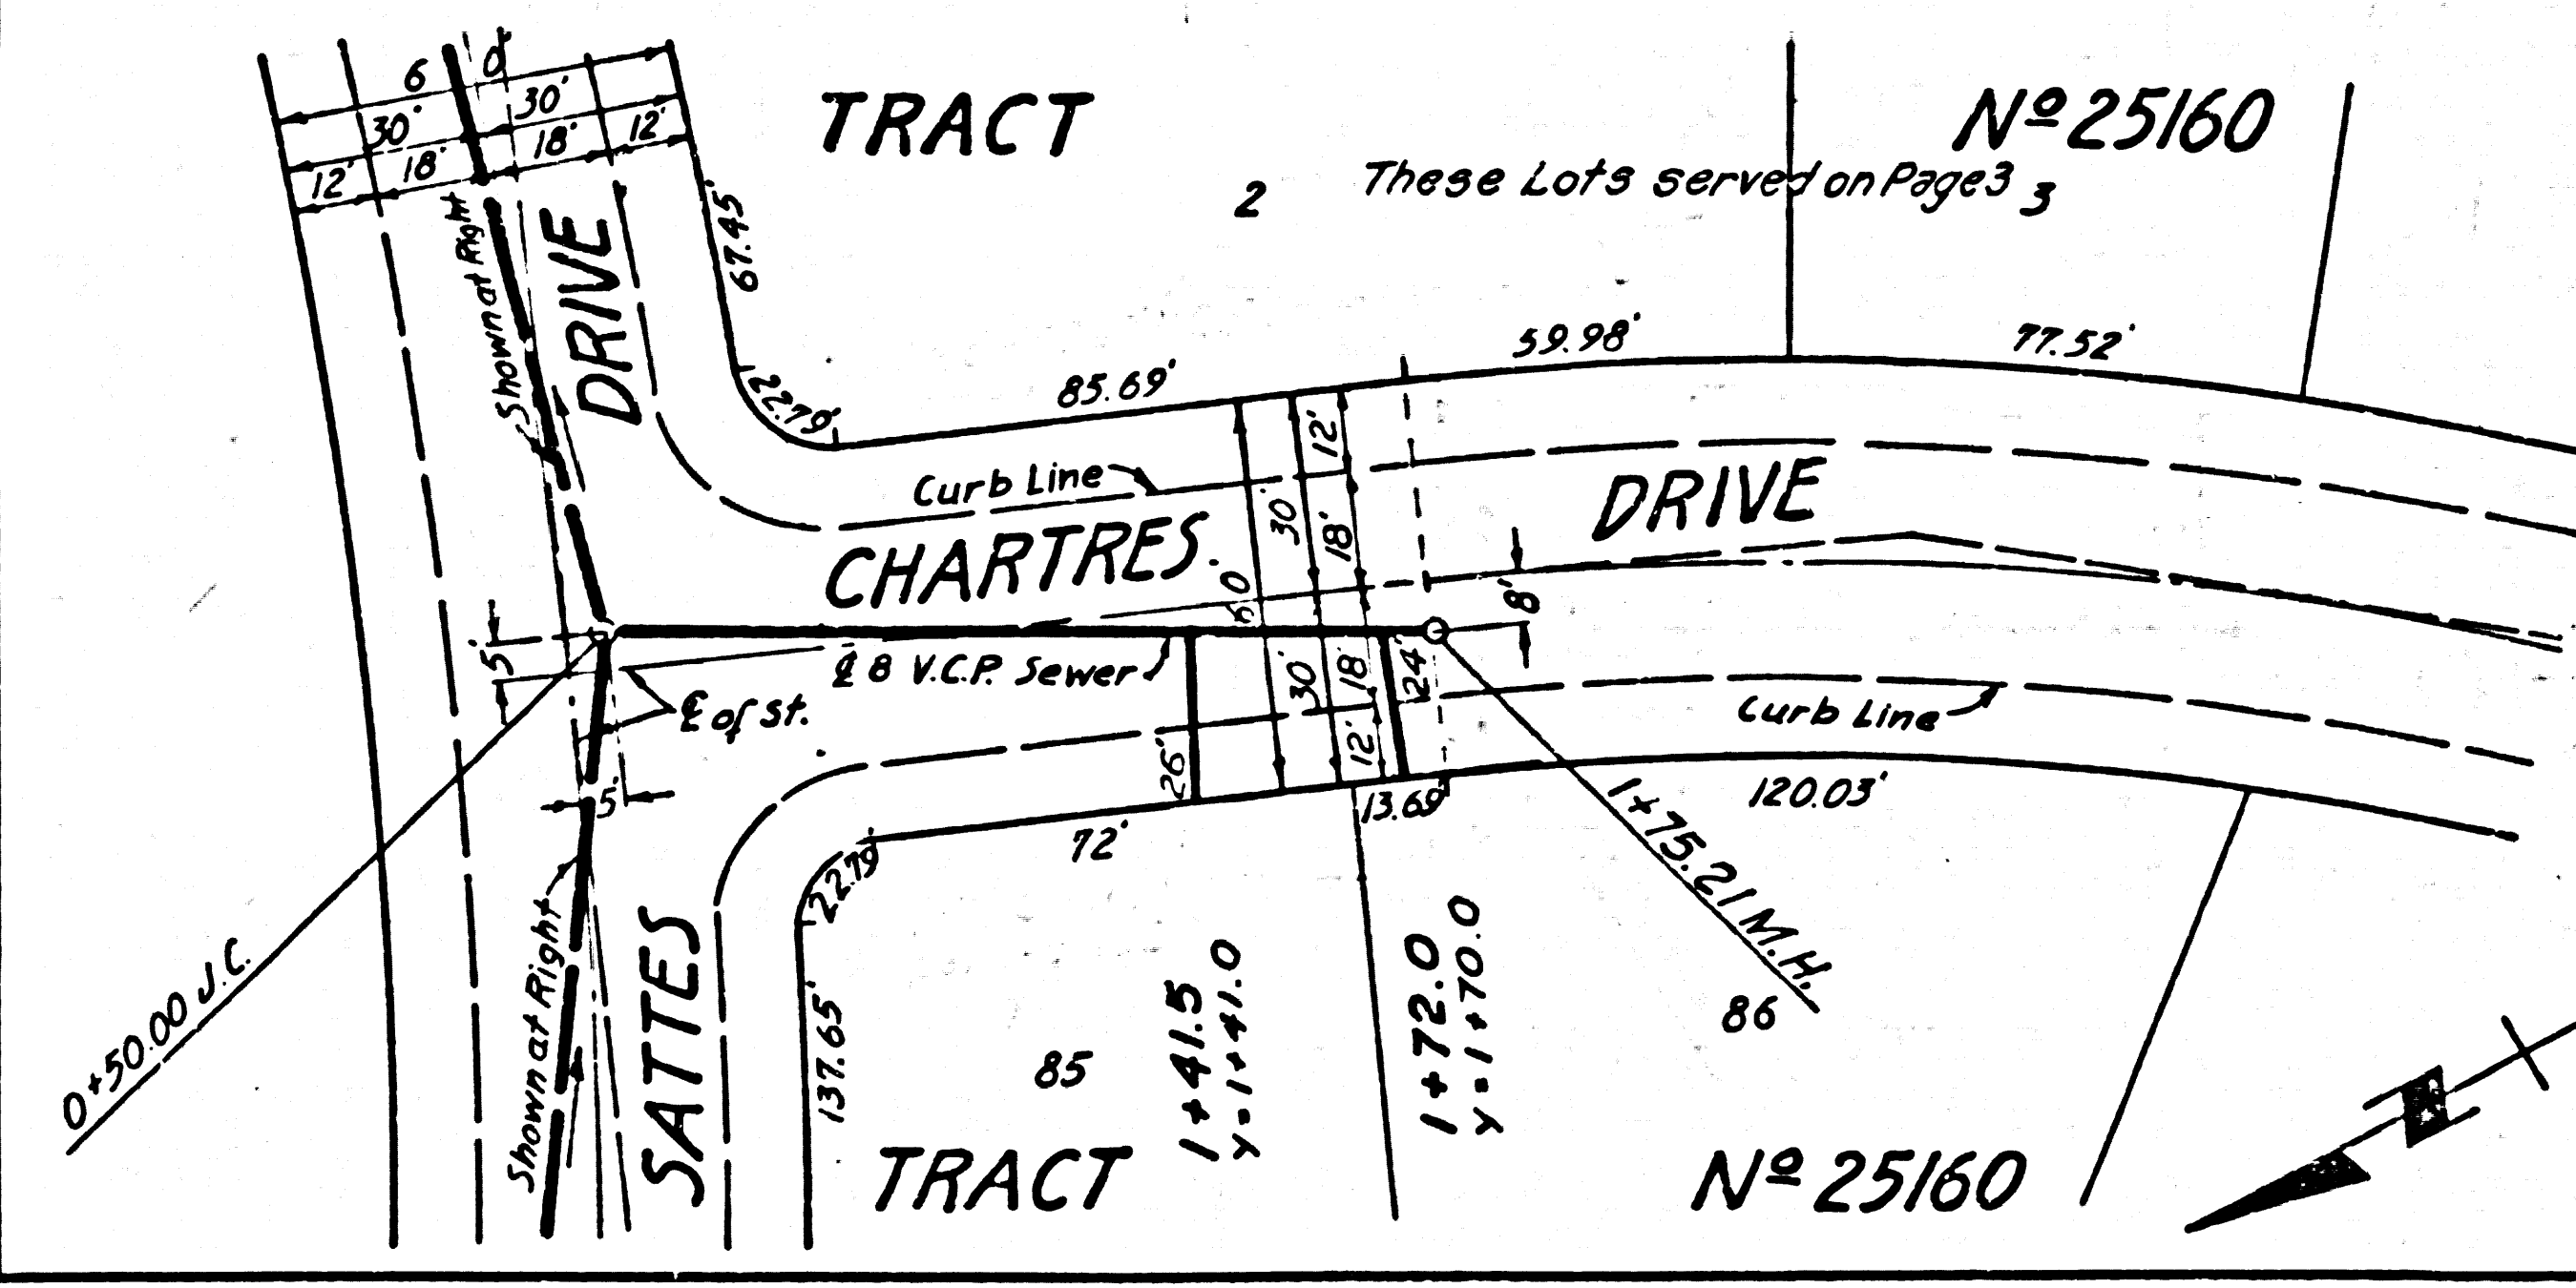 6 0'
30' 30'
12' 18' 18' 12'
TRACT Nº 25160
2 These Lots served on Page 3 3
Shown at Right
DRIVE
67.45'
22.79'
85.69'
59.98'
77.52'
Curb Line
CHARTRES
DRIVE
60
30' 12'
18'
8'
5'
℄ 8 V.C.P. Sewer
℄ of St.
30' 18' 24'
12'
26'
Curb Line
5'
72'
13.69'
120.03'
22.79'
0+50.00 J.C.
1+75.21 M.H.
Shown at Right
SATTES
137.65'
85
1+41.5
y=1+41.0
1+72.0
y=1+70.0
86
TRACT Nº 25160